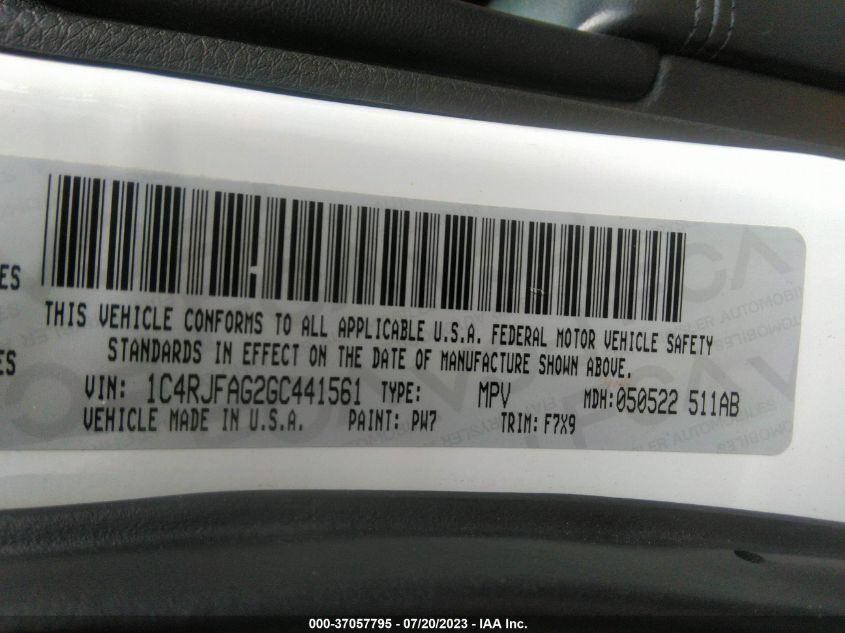 ES
THIS VEHICLE CONFORMS TO ALL APPLICABLE U.S.A. FEDERAL MOTOR VEHICLE SAFETY
STANDARDS IN EFFECT ON THE DATE OF MANUFACTURE SHOWN ABOVE.
ES
VIN: 1C4RJFAG2GC441561 TYPE: MPV MDH:050522 511AB
VEHICLE MADE IN U.S.A. PAINT: PW7 TRIM: F7X9
000-37057795 - 07/20/2023 - IAA Inc.